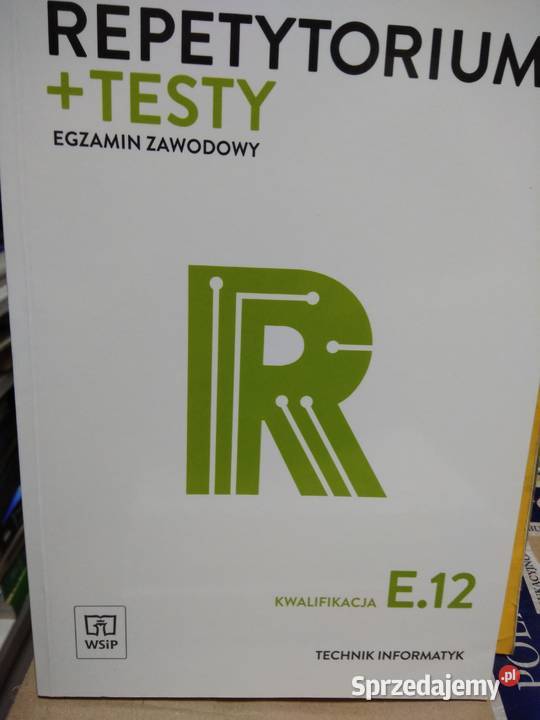 REPETYTORIUM
+TESTY
EGZAMIN ZAWODOWY
R
KWALIFIKACJA E.12
WSiP
TECHNIK INFORMATYK
Sprzedajemy.pl